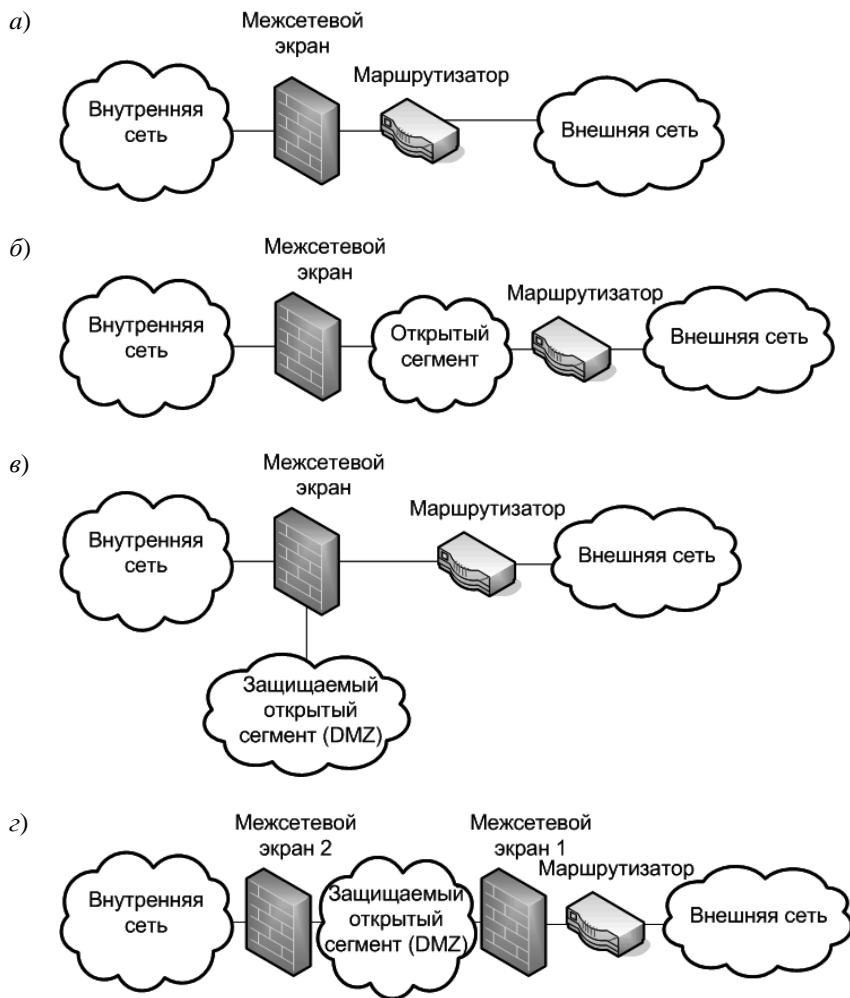 а)
Межсетевой
экран
Маршрутизатор
Внутренняя
сеть
Внешняя сеть
б)
Межсетевой
экран
Маршрутизатор
Внутренняя
сеть
Открытый
сегмент
Внешняя сеть
в)
Межсетевой
экран
Маршрутизатор
Внутренняя
сеть
Внешняя сеть
Защищаемый
открытый
сегмент (DMZ)
г)
Межсетевой
экран 2
Межсетевой
экран 1
Маршрутизатор
Внутренняя
сеть
Защищаемый
открытый
сегмент (DMZ)
Внешняя сеть